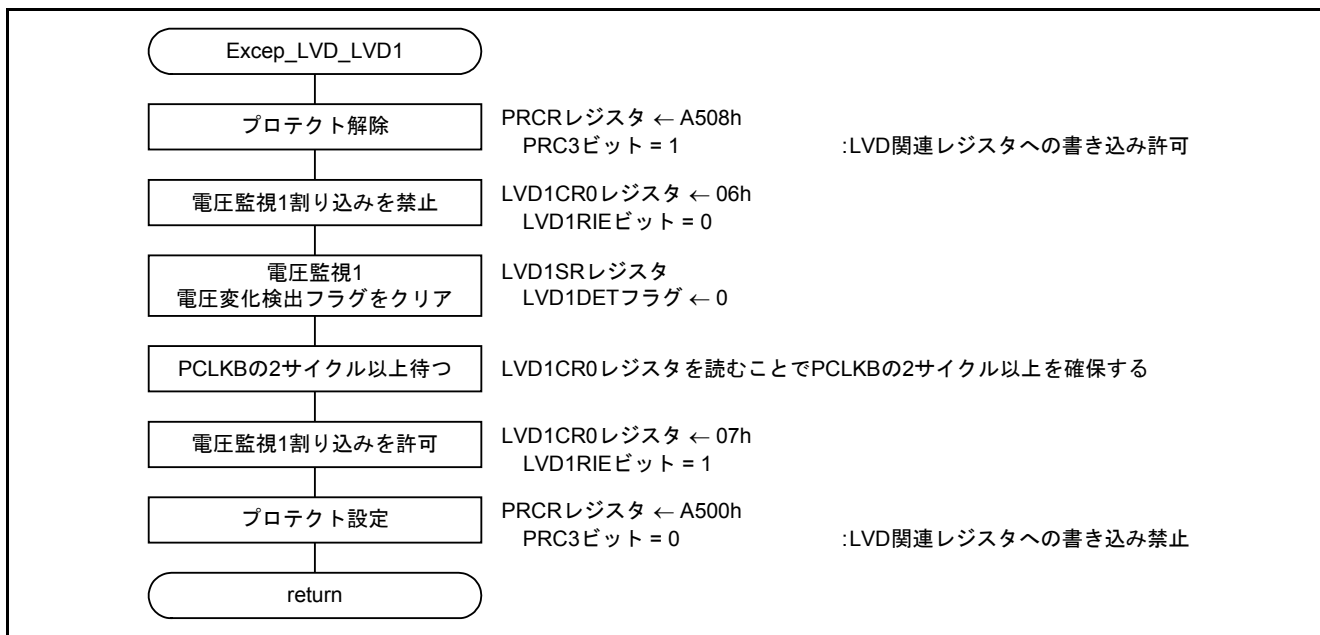 Excep_LVD_LVD1
プロテクト解除
PRCRレジスタ ← A508h
PRC3ビット = 1 :LVD関連レジスタへの書き込み許可
電圧監視1割り込みを禁止
LVD1CR0レジスタ ← 06h
LVD1RIEビット = 0
電圧監視1
電圧変化検出フラグをクリア
LVD1SRレジスタ
LVD1DETフラグ ← 0
PCLKBの2サイクル以上待つ
LVD1CR0レジスタを読むことでPCLKBの2サイクル以上を確保する
電圧監視1割り込みを許可
LVD1CR0レジスタ ← 07h
LVD1RIEビット = 1
プロテクト設定
PRCRレジスタ ← A500h
PRC3ビット = 0 :LVD関連レジスタへの書き込み禁止
return